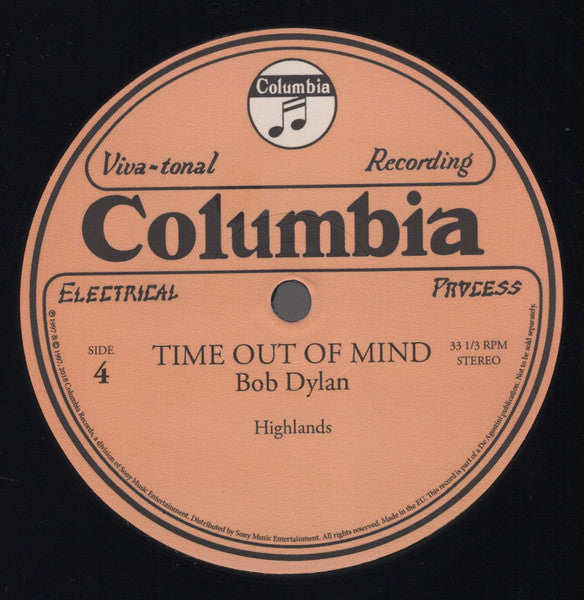 Columbia
Viva-tonal Recording
Columbia
ELECTRICAL PROCESS
SIDE
4
TIME OUT OF MIND
Bob Dylan
33 1/3 RPM
STEREO
Highlands
℗ 1997 & © 1997, 2018 Columbia Records, a division of Sony Music Entertainment. Distributed by Sony Music Entertainment. All rights reserved. Made in the EU. This record is part of a De Agostini publication. Not to be sold separately.